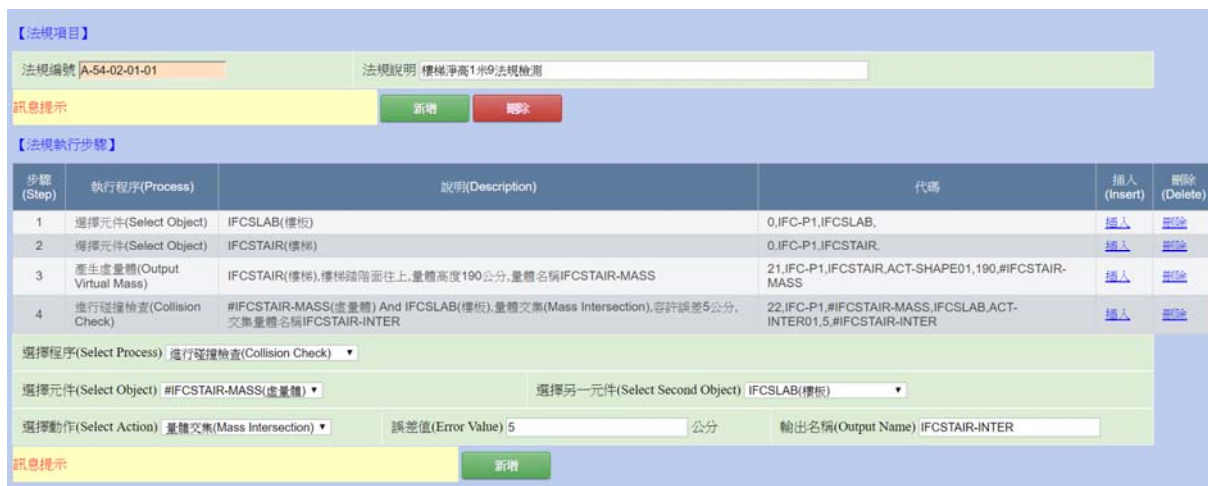 【法規項目】
法規編號 A-54-02-01-01 法規說明 樓梯淨高1米9法規檢測
訊息提示 新增 刪除
【法規執行步驟】
步驟(Step) 執行程序(Process) 說明(Description) 代碼 插入(Insert) 刪除(Delete)
1 選擇元件(Select Object) IFCSLAB(樓板) 0,IFC-P1,IFCSLAB, 插入 刪除
2 選擇元件(Select Object) IFCSTAIR(樓梯) 0,IFC-P1,IFCSTAIR, 插入 刪除
3 產生虛量體(Output Virtual Mass) IFCSTAIR(樓梯),樓梯踏階面往上,量體高度190公分,量體名稱IFCSTAIR-MASS 21,IFC-P1,IFCSTAIR,ACT-SHAPE01,190,#IFCSTAIR-MASS 插入 刪除
4 進行碰撞檢查(Collision Check) #IFCSTAIR-MASS(虛量體) And IFCSLAB(樓板),量體交集(Mass Intersection),容許誤差5公分,交集量體名稱IFCSTAIR-INTER 22,IFC-P1,#IFCSTAIR-MASS,IFCSLAB,ACT-INTER01,5,#IFCSTAIR-INTER 插入 刪除
選擇程序(Select Process) 進行碰撞檢查(Collision Check)
選擇元件(Select Object) #IFCSTAIR-MASS(虛量體) 選擇另一元件(Select Second Object) IFCSLAB(樓板)
選擇動作(Select Action) 量體交集(Mass Intersection) 誤差值(Error Value) 5 公分 輸出名稱(Output Name) IFCSTAIR-INTER
訊息提示 新增